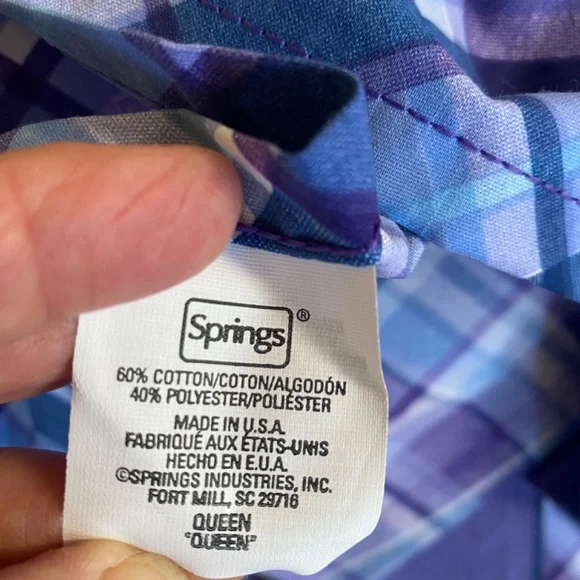 Springs®
60% COTTON/COTON/ALGODÓN
40% POLYESTER/POLIÉSTER
MADE IN U.S.A.
FABRIQUÉ AUX ÉTATS-UNIS
HECHO EN E.U.A.
©SPRINGS INDUSTRIES, INC.
FORT MILL, SC 29716
QUEEN
"QUEEN"